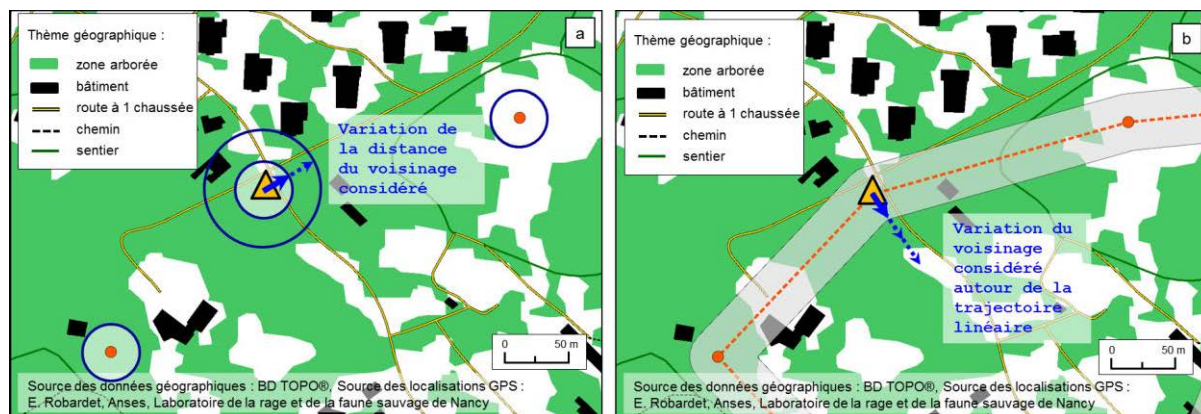 Thème géographique :
zone arborée
bâtiment
route à 1 chaussée
chemin
sentier
a
Variation de
la distance
du voisinage
considéré
0 50 m
Source des données géographiques : BD TOPO®, Source des localisations GPS :
E. Robardet, Anses, Laboratoire de la rage et de la faune sauvage de Nancy
Thème géographique :
zone arborée
bâtiment
route à 1 chaussée
chemin
sentier
b
Variation du
voisinage
considéré
autour de la
trajectoire
linéaire
0 50 m
Source des données géographiques : BD TOPO®, Source des localisations GPS :
E. Robardet, Anses, Laboratoire de la rage et de la faune sauvage de Nancy